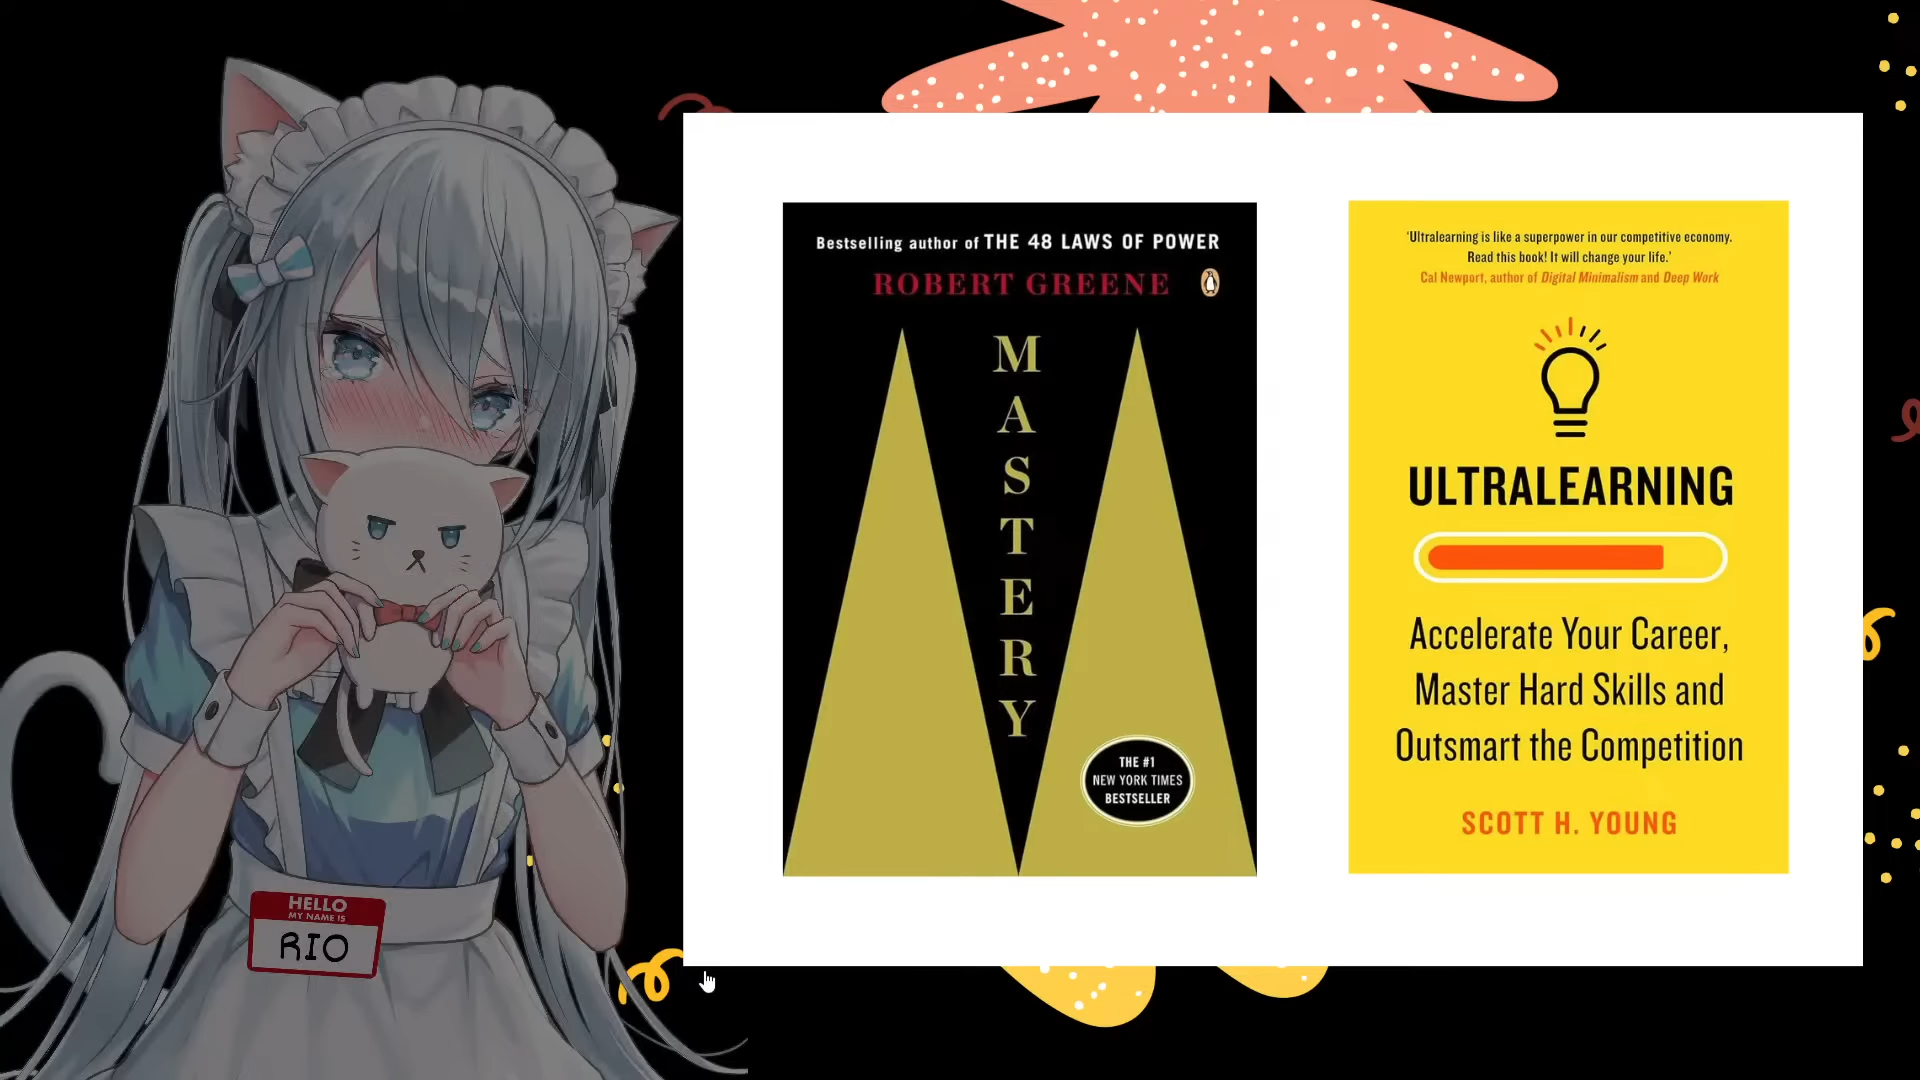 Bestselling author of THE 48 LAWS OF POWER
ROBERT GREENE
MASTERY
THE #1
NEW YORK TIMES
BESTSELLER
'Ultralearning is like a superpower in our competitive economy.
Read this book! It will change your life.'
Cal Newport, author of Digital Minimalism and Deep Work
ULTRALEARNING
Accelerate Your Career,
Master Hard Skills and
Outsmart the Competition
SCOTT H. YOUNG
HELLO
MY NAME IS
RIO